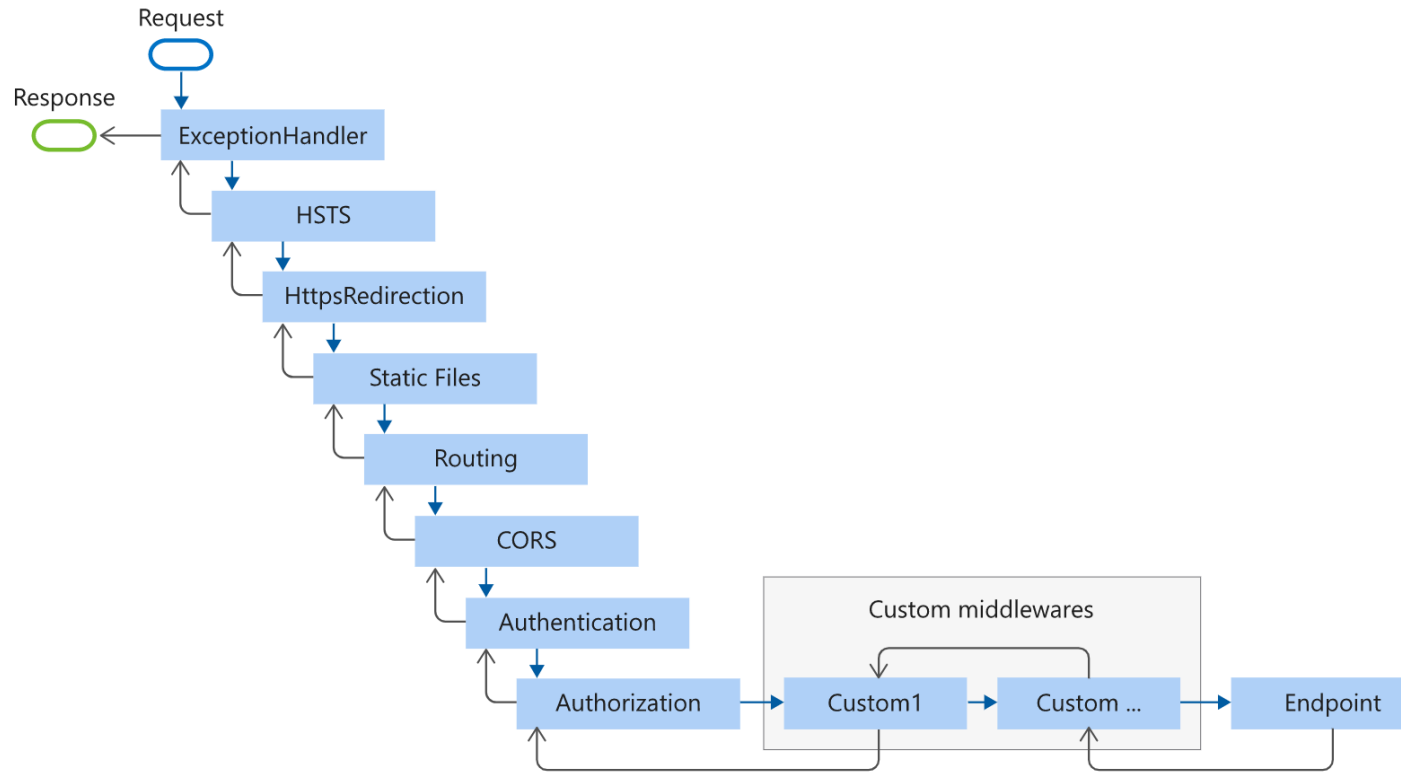 Request
Response
ExceptionHandler
HSTS
HttpsRedirection
Static Files
Routing
CORS
Authentication
Custom middlewares
Authorization
Custom1
Custom ...
Endpoint